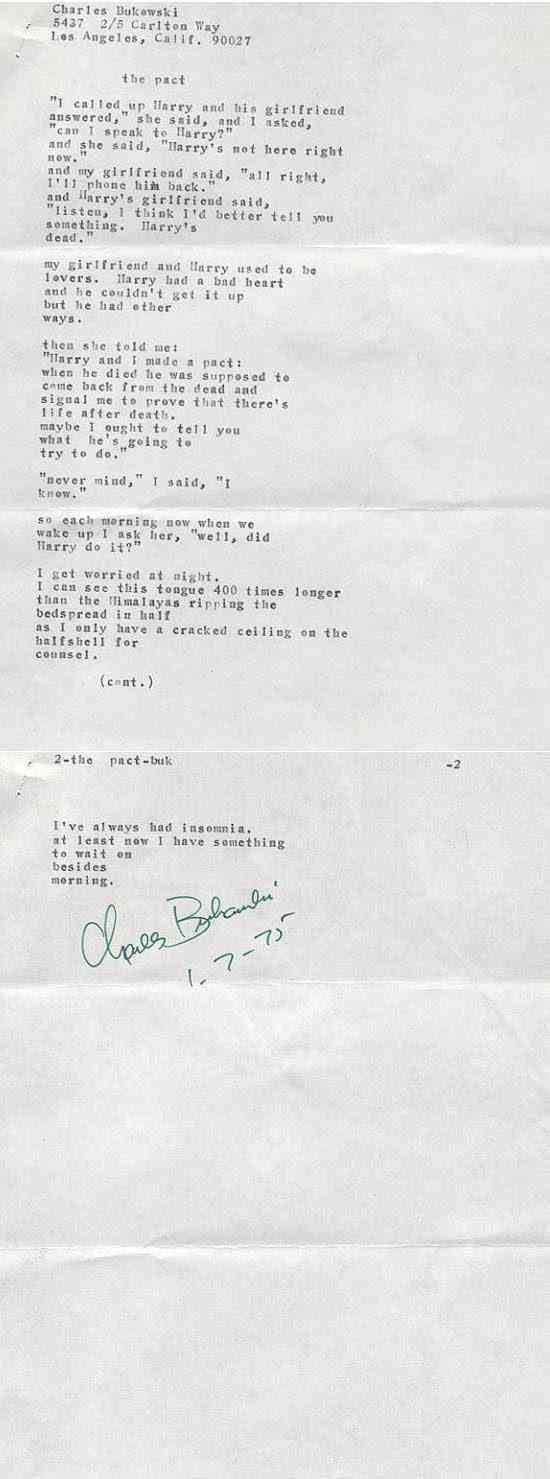 Charles Bukowski
5437 2/5 Carlton Way
Los Angeles, Calif. 90027
the pact
"I called up Harry and his girlfriend
answered," she said, and I asked,
"can I speak to Harry?"
and she said, "Harry's not here right
now."
and my girlfriend said, "all right,
I'll phone him back."
and Harry's girlfriend said,
"listen, I think I'd better tell you
something. Harry's
dead."
my girlfriend and Harry used to be
lovers. Harry had a bad heart
and he couldn't get it up
but he had other
ways.
then she told me:
"Harry and I made a pact:
when he died he was supposed to
come back from the dead and
signal me to prove that there's
life after death.
maybe I ought to tell you
what he's going to
try to do."
"never mind," I said, "I
know."
so each morning now when we
wake up I ask her, "well, did
Harry do it?"
I get worried at night.
I can see this tongue 400 times longer
than the Himalayas ripping the
bedspread in half
as I only have a cracked ceiling on the
halfshell for
counsel.
(cont.)
2-the pact-buk -2
I've always had insomnia.
at least now I have something
to wait on
besides
morning.
Charles Bukowski
1-7-75